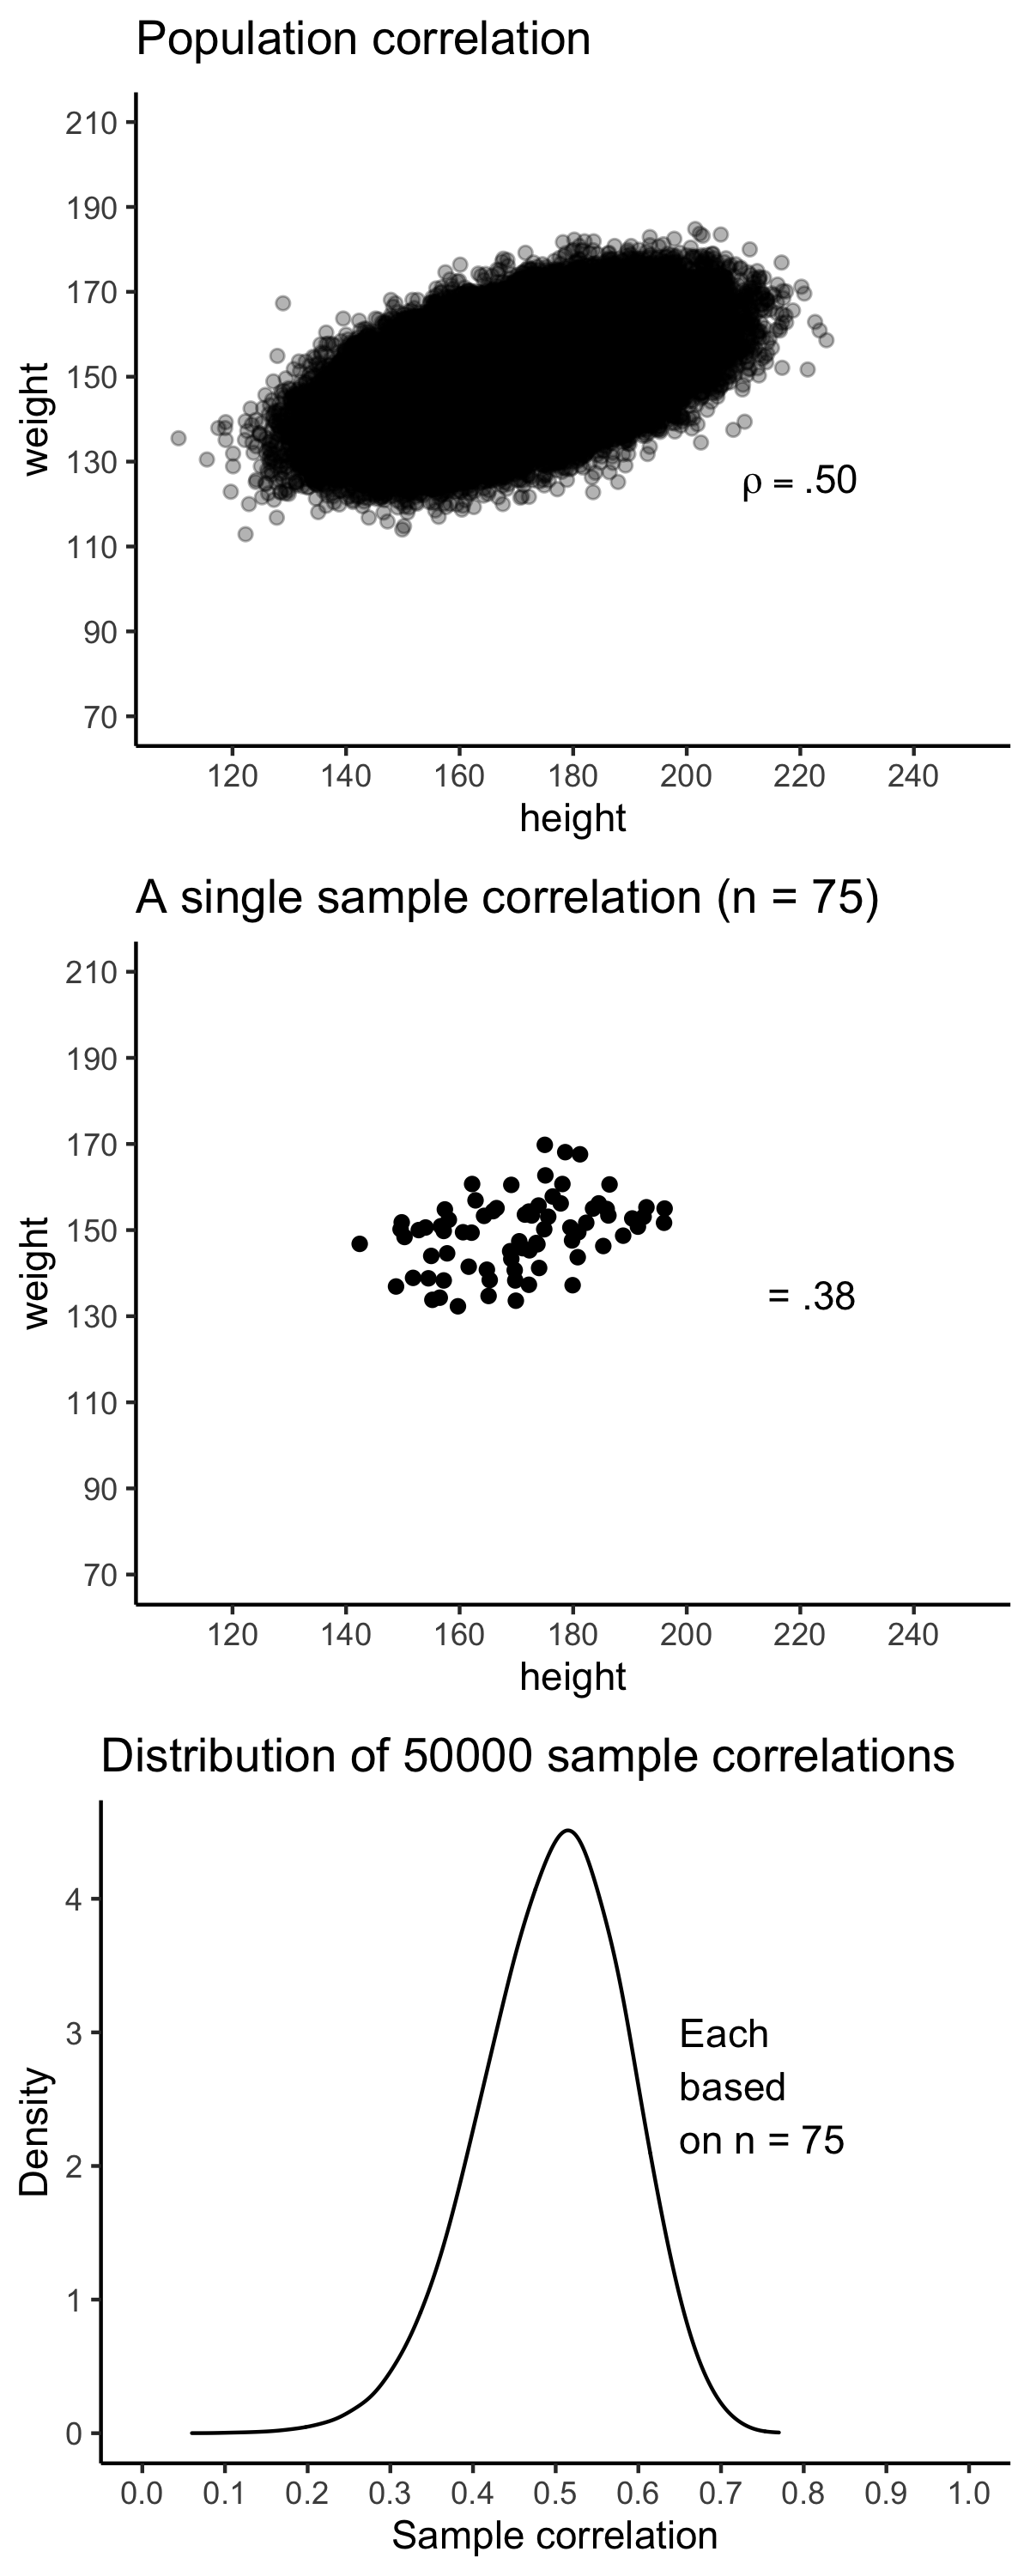 Population correlation
210
190
170
150
130
110
90
70
weight
ρ = .50
120 140 160 180 200 220 240
height
A single sample correlation (n = 75)
210
190
170
150
130
110
90
70
weight
= .38
120 140 160 180 200 220 240
height
Distribution of 50000 sample correlations
4
3
2
1
0
Density
Each
based
on n = 75
0.0 0.1 0.2 0.3 0.4 0.5 0.6 0.7 0.8 0.9 1.0
Sample correlation